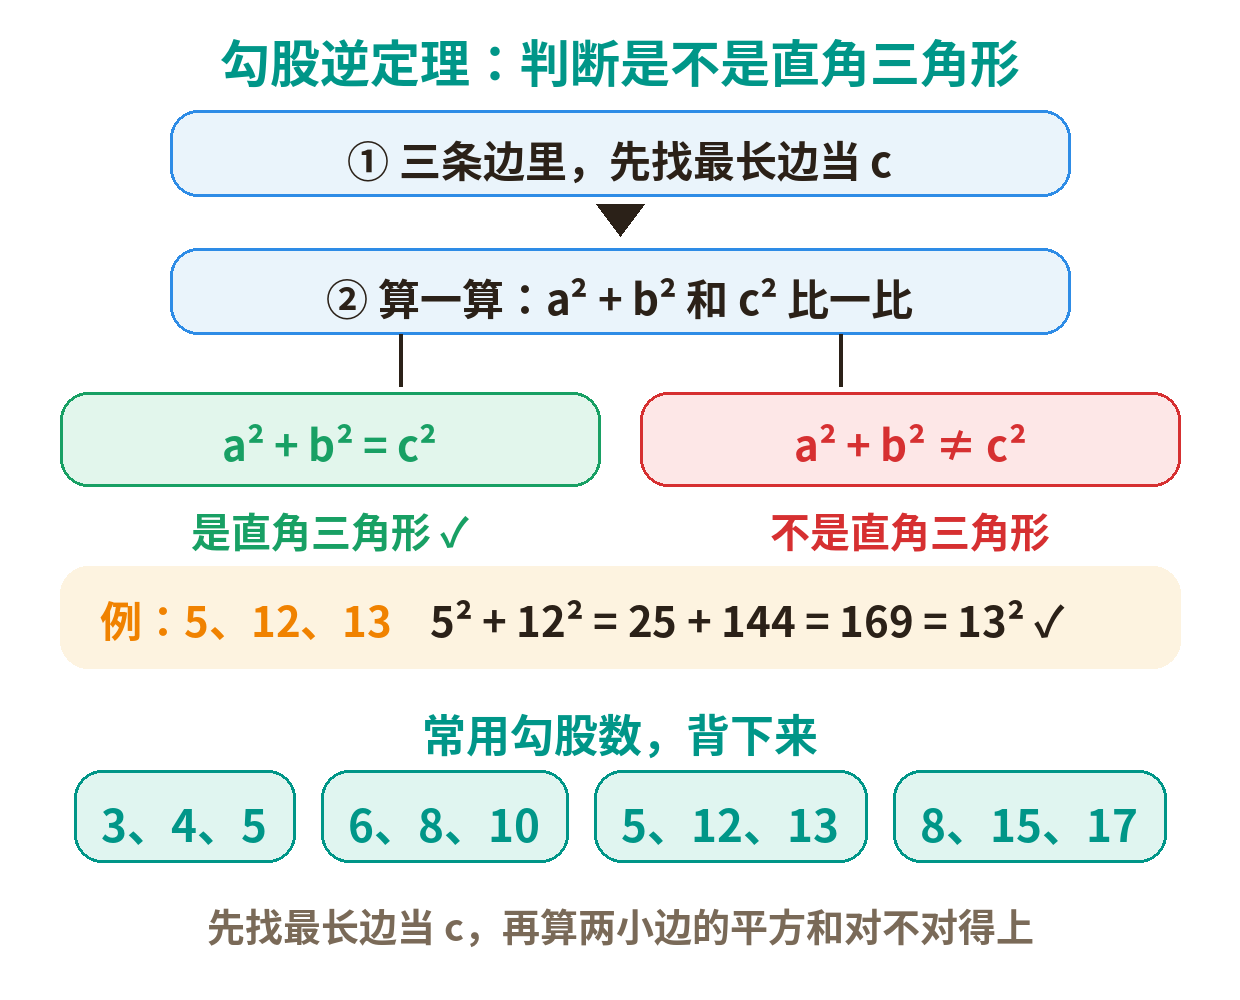 勾股逆定理：判断是不是直角三角形
① 三条边里，先找最长边当 c
② 算一算：a² + b² 和 c² 比一比
a² + b² = c²
a² + b² ≠ c²
是直角三角形 ✓
不是直角三角形
例：5、12、13 5² + 12² = 25 + 144 = 169 = 13² ✓
常用勾股数，背下来
3、4、5
6、8、10
5、12、13
8、15、17
先找最长边当 c，再算两小边的平方和对不对得上